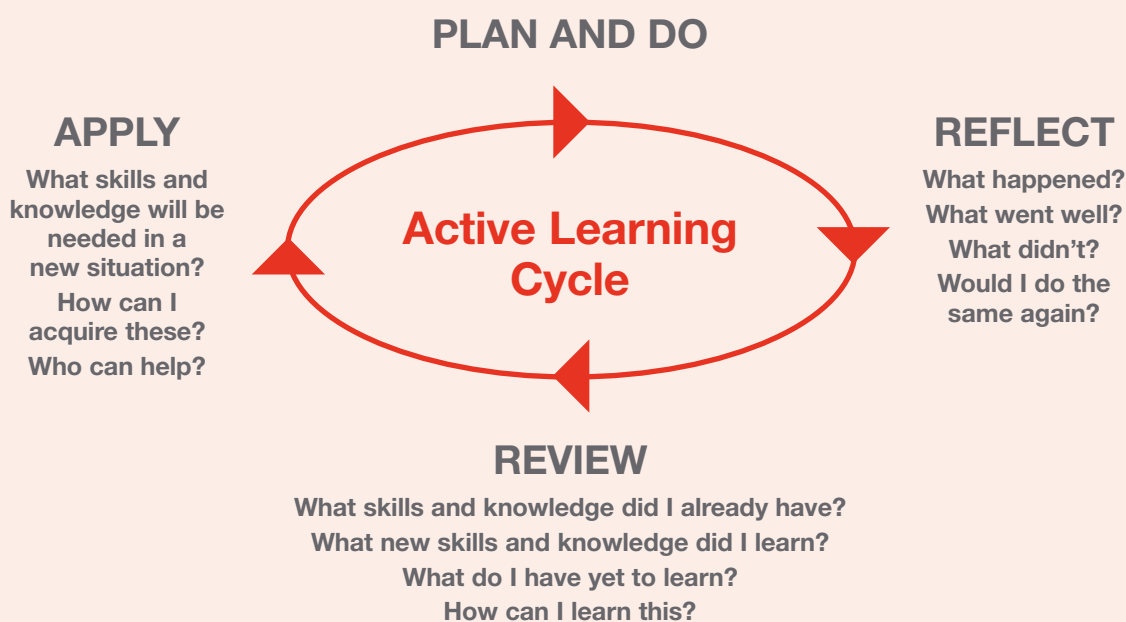 PLAN AND DO
APPLY
What skills and
knowledge will be
needed in a
new situation?
How can I
acquire these?
Who can help?
Active Learning
Cycle
REFLECT
What happened?
What went well?
What didn’t?
Would I do the
same again?
REVIEW
What skills and knowledge did I already have?
What new skills and knowledge did I learn?
What do I have yet to learn?
How can I learn this?